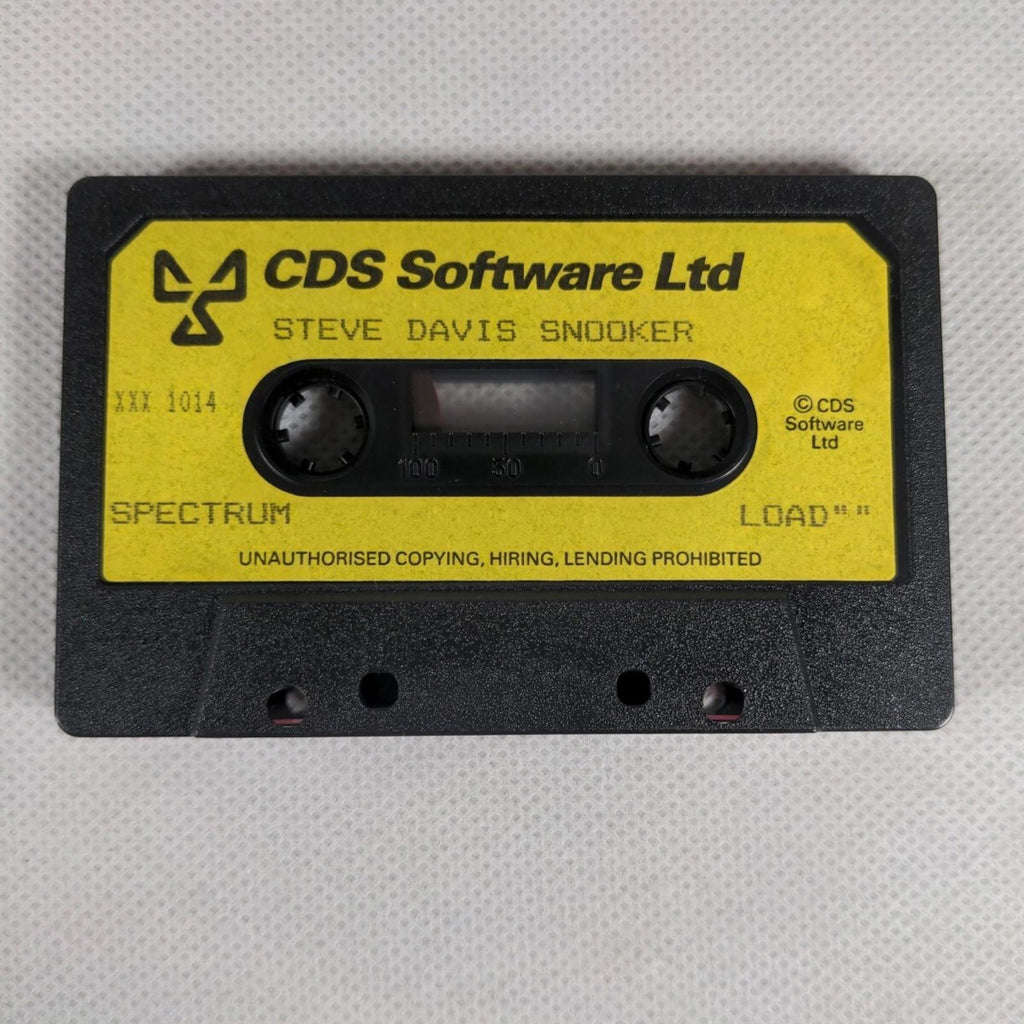 CDS Software Ltd
STEVE DAVIS SNOOKER
XXX 1014
© CDS
Software
Ltd
100 50 0
SPECTRUM
LOAD""
UNAUTHORISED COPYING, HIRING, LENDING PROHIBITED